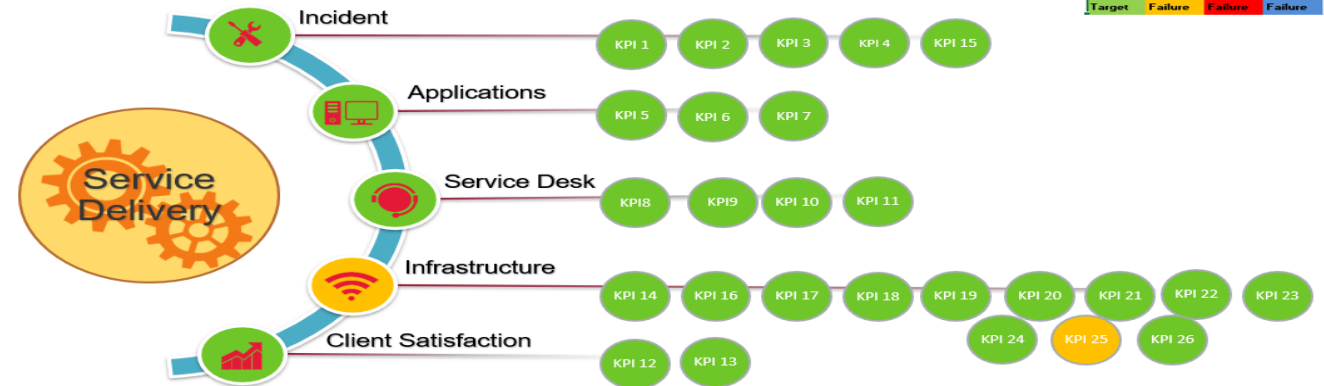 Target Failure Failure Failure
Incident
KPI 1 KPI 2 KPI 3 KPI 4 KPI 15
Applications
KPI 5 KPI 6 KPI 7
Service
Delivery
Service Desk
KPI8 KPI9 KPI 10 KPI 11
Infrastructure
KPI 14 KPI 16 KPI 17 KPI 18 KPI 19 KPI 20 KPI 21 KPI 22 KPI 23
KPI 24 KPI 25 KPI 26
Client Satisfaction
KPI 12 KPI 13